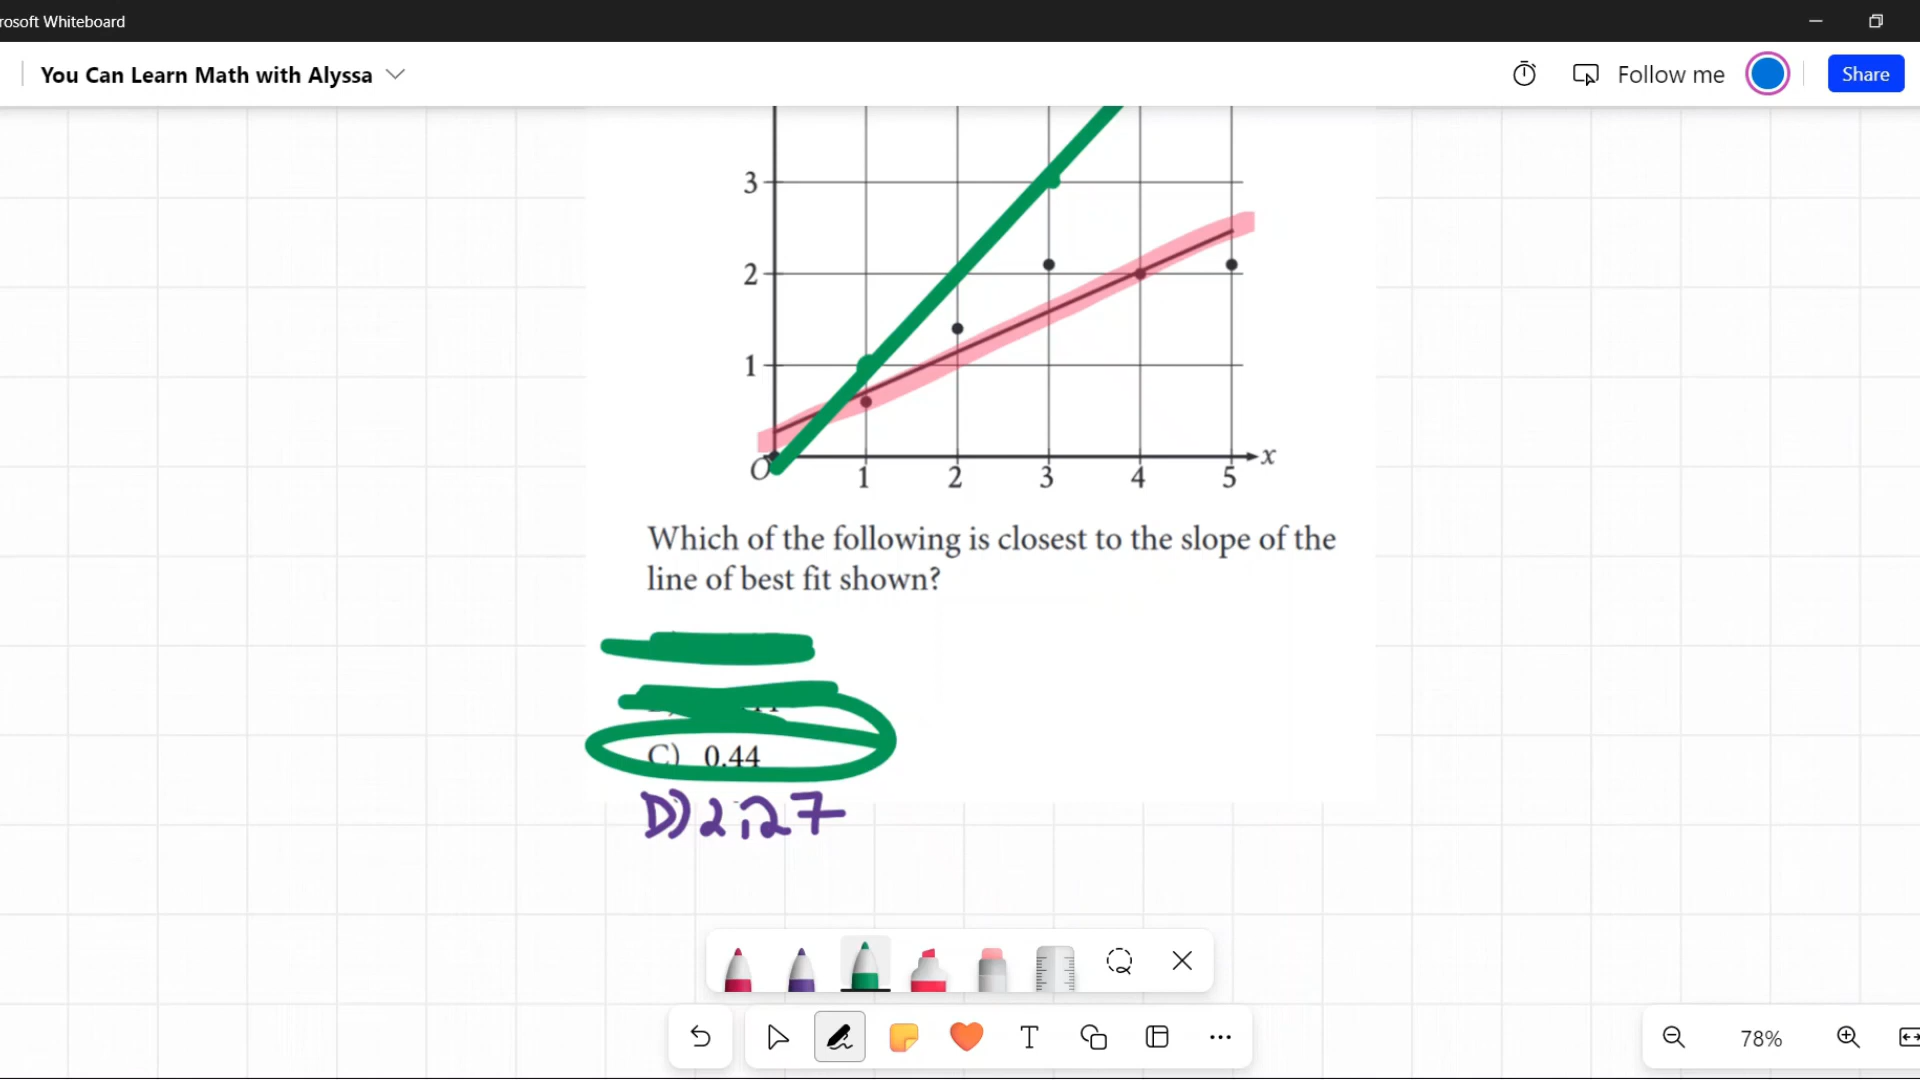 rosoft Whiteboard
You Can Learn Math with Alyssa
Follow me
Share
3
2
1
O
1 2 3 4 5
x
Which of the following is closest to the slope of the
line of best fit shown?
C) 0.44
D) 2.27
78%